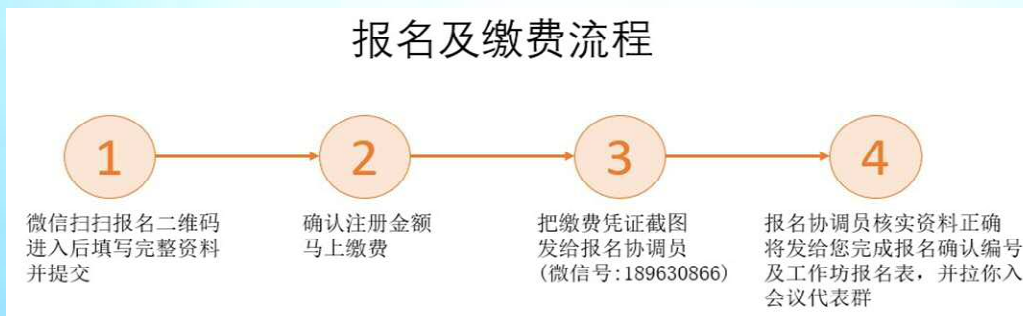 报名及缴费流程
1
2
3
4
微信扫扫报名二维码
进入后填写完整资料
并提交
确认注册金额
马上缴费
把缴费凭证截图
发给报名协调员
(微信号:189630866)
报名协调员核实资料正确
将发给您完成报名确认编号
及工作坊报名表，并拉你入
会议代表群